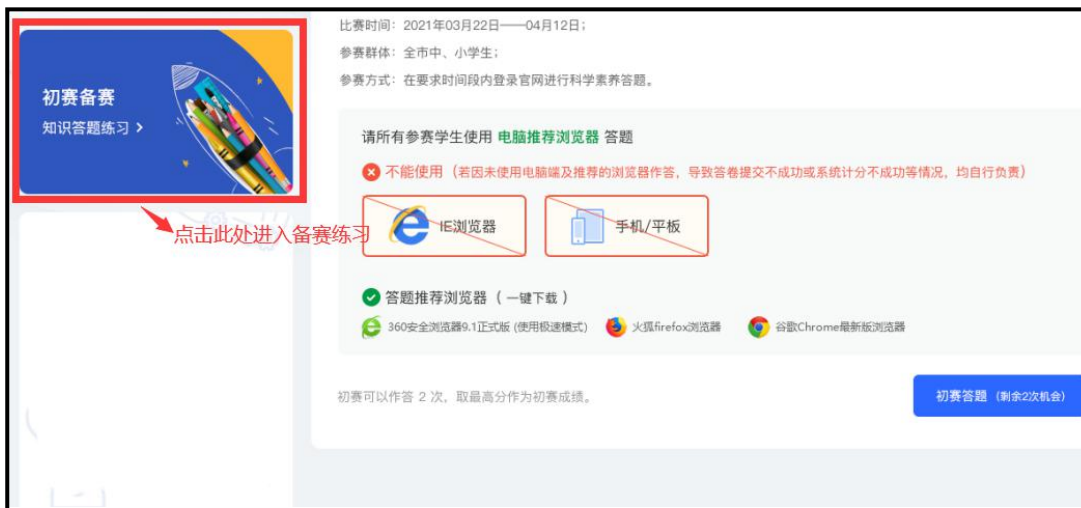 初赛备赛
知识答题练习 >
点击此处进入备赛练习
比赛时间：2021年03月22日——04月12日；
参赛群体：全市中、小学生；
参赛方式：在要求时间段内登录官网进行科学素养答题。
请所有参赛学生使用 电脑推荐浏览器 答题
不能使用（若因未使用电脑端及推荐的浏览器作答，导致答卷提交不成功或系统计分不成功等情况，均自行负责）
IE浏览器
手机/平板
答题推荐浏览器（ 一键下载 ）
360安全浏览器9.1正式版 (使用极速模式)
火狐firefox浏览器
谷歌Chrome最新版浏览器
初赛可以作答 2 次，取最高分作为初赛成绩。
初赛答题 （剩余2次机会）